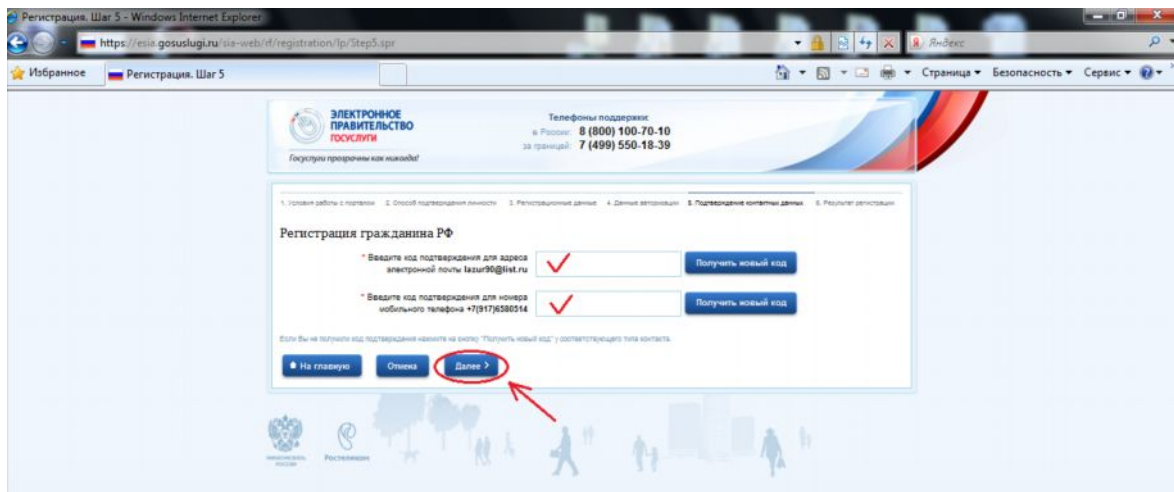 Регистрация. Шаг 5 - Windows Internet Explorer
https://esia.gosuslugi.ru/sia-web/rf/registration/lp/Step5.spr
Яндекс
Избранное
Регистрация. Шаг 5
Страница
Безопасность
Сервис
ЭЛЕКТРОННОЕ
ПРАВИТЕЛЬСТВО
ГОСУСЛУГИ
Госуслуги прозрачны как никогда!
Телефоны поддержки:
в России: 8 (800) 100-70-10
за границей: 7 (499) 550-18-39
1. Условия работы с порталом 2. Способ подтверждения личности 3. Регистрационные данные 4. Данные авторизации 5. Подтверждение контактных данных 6. Результат регистрации
Регистрация гражданина РФ
* Введите код подтверждения для адреса
электронной почты lazur90@list.ru
Получить новый код
* Введите код подтверждения для номера
мобильного телефона +7(917)6580514
Получить новый код
Если Вы не получили код подтверждения нажмите на кнопку "Получить новый код" у соответствующего типа контакта.
На главную
Отмена
Далее >
МИНКОМСВЯЗЬ
РОССИИ
Ростелеком